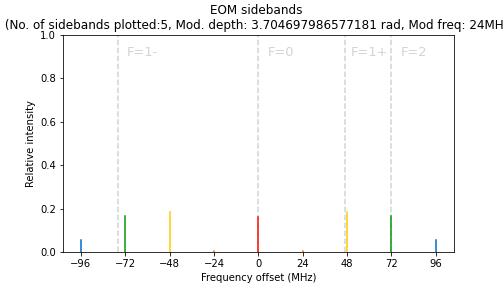 EOM sidebands
(No. of sidebands plotted:5, Mod. depth: 3.704697986577181 rad, Mod freq: 24MH
1.0
0.8
0.6
0.4
0.2
0.0
Relative intensity
F=1- F=0 F=1+ F=2
−96 −72 −48 −24 0 24 48 72 96
Frequency offset (MHz)